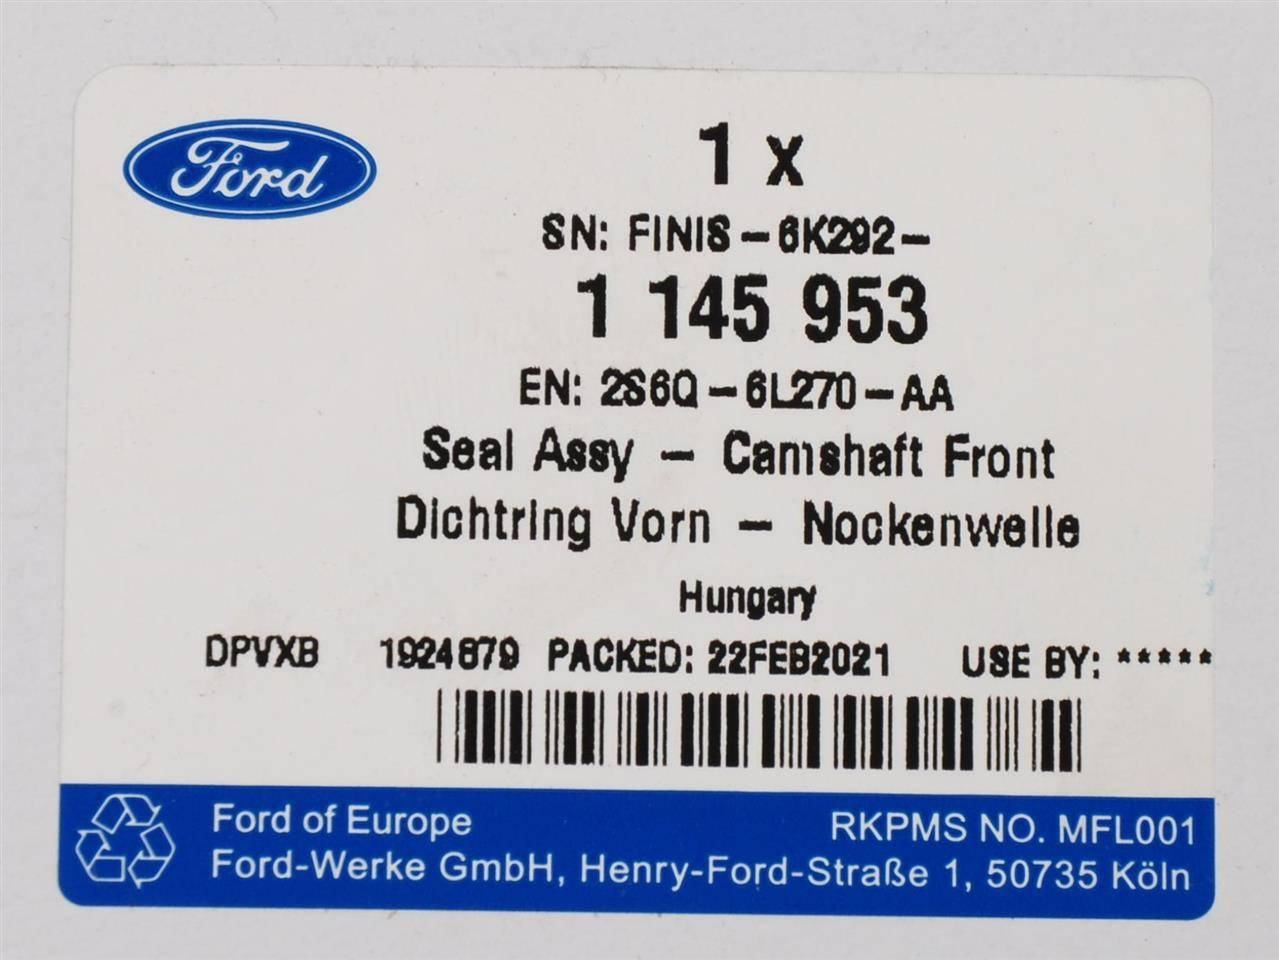 Ford
1 x
SN: FINIS - 6K292-
1 145 953
EN: 2S6Q - 6L270 - AA
Seal Assy - Camshaft Front
Dichtring Vorn - Nockenwelle
Hungary
DPVXB 1924679 PACKED: 22FEB2021 USE BY: *****
Ford of Europe RKPMS NO. MFL001
Ford-Werke GmbH, Henry-Ford-Straße 1, 50735 Köln